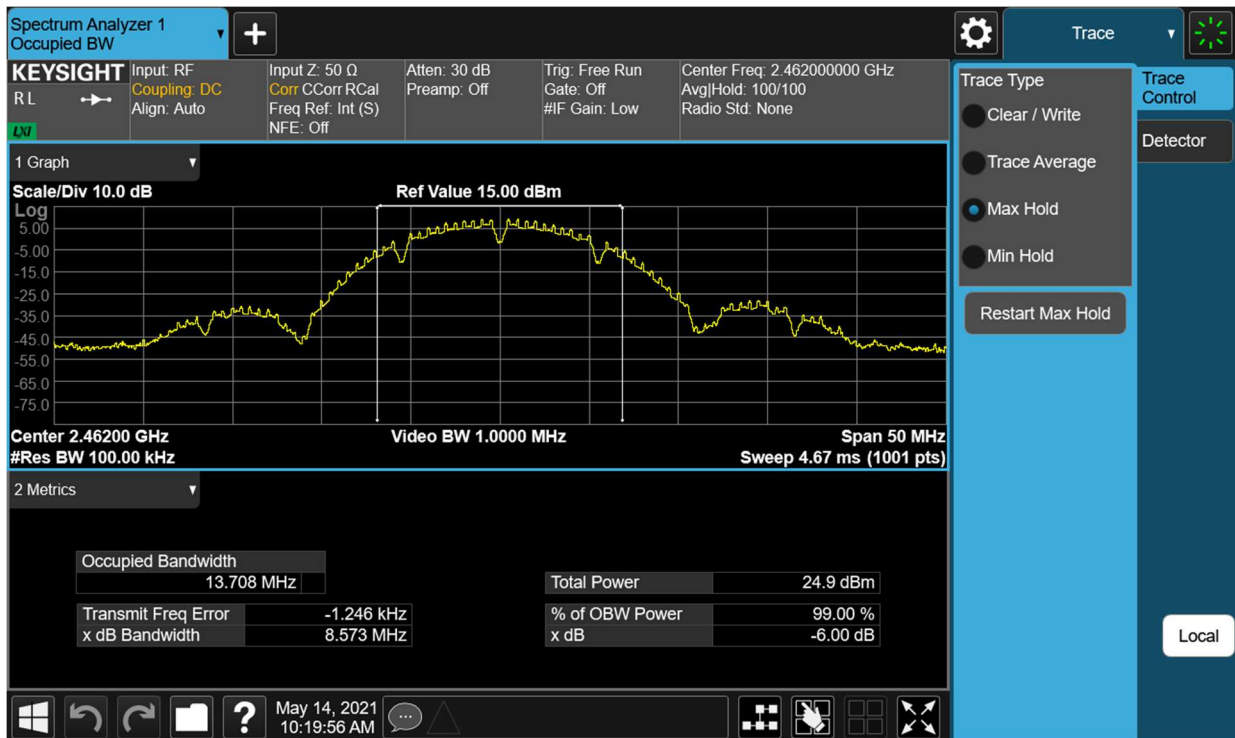 Spectrum Analyzer 1
Occupied BW
Trace
KEYSIGHT
R L
LXI
Input: RF
Coupling: DC
Align: Auto
Input Z: 50 Ω
Corr CCorr RCal
Freq Ref: Int (S)
NFE: Off
Atten: 30 dB
Preamp: Off
Trig: Free Run
Gate: Off
#IF Gain: Low
Center Freq: 2.462000000 GHz
Avg|Hold: 100/100
Radio Std: None
Trace Type
Clear / Write
Trace Average
Max Hold
Min Hold
Restart Max Hold
Trace
Control
Detector
1 Graph
Scale/Div 10.0 dB
Ref Value 15.00 dBm
Log
5.00
-5.00
-15.0
-25.0
-35.0
-45.0
-55.0
-65.0
-75.0
Center 2.46200 GHz
Video BW 1.0000 MHz
Span 50 MHz
#Res BW 100.00 kHz
Sweep 4.67 ms (1001 pts)
2 Metrics
Occupied Bandwidth
13.708 MHz
Total Power 24.9 dBm
Transmit Freq Error -1.246 kHz
% of OBW Power 99.00 %
x dB Bandwidth 8.573 MHz
x dB -6.00 dB
Local
?
May 14, 2021
10:19:56 AM